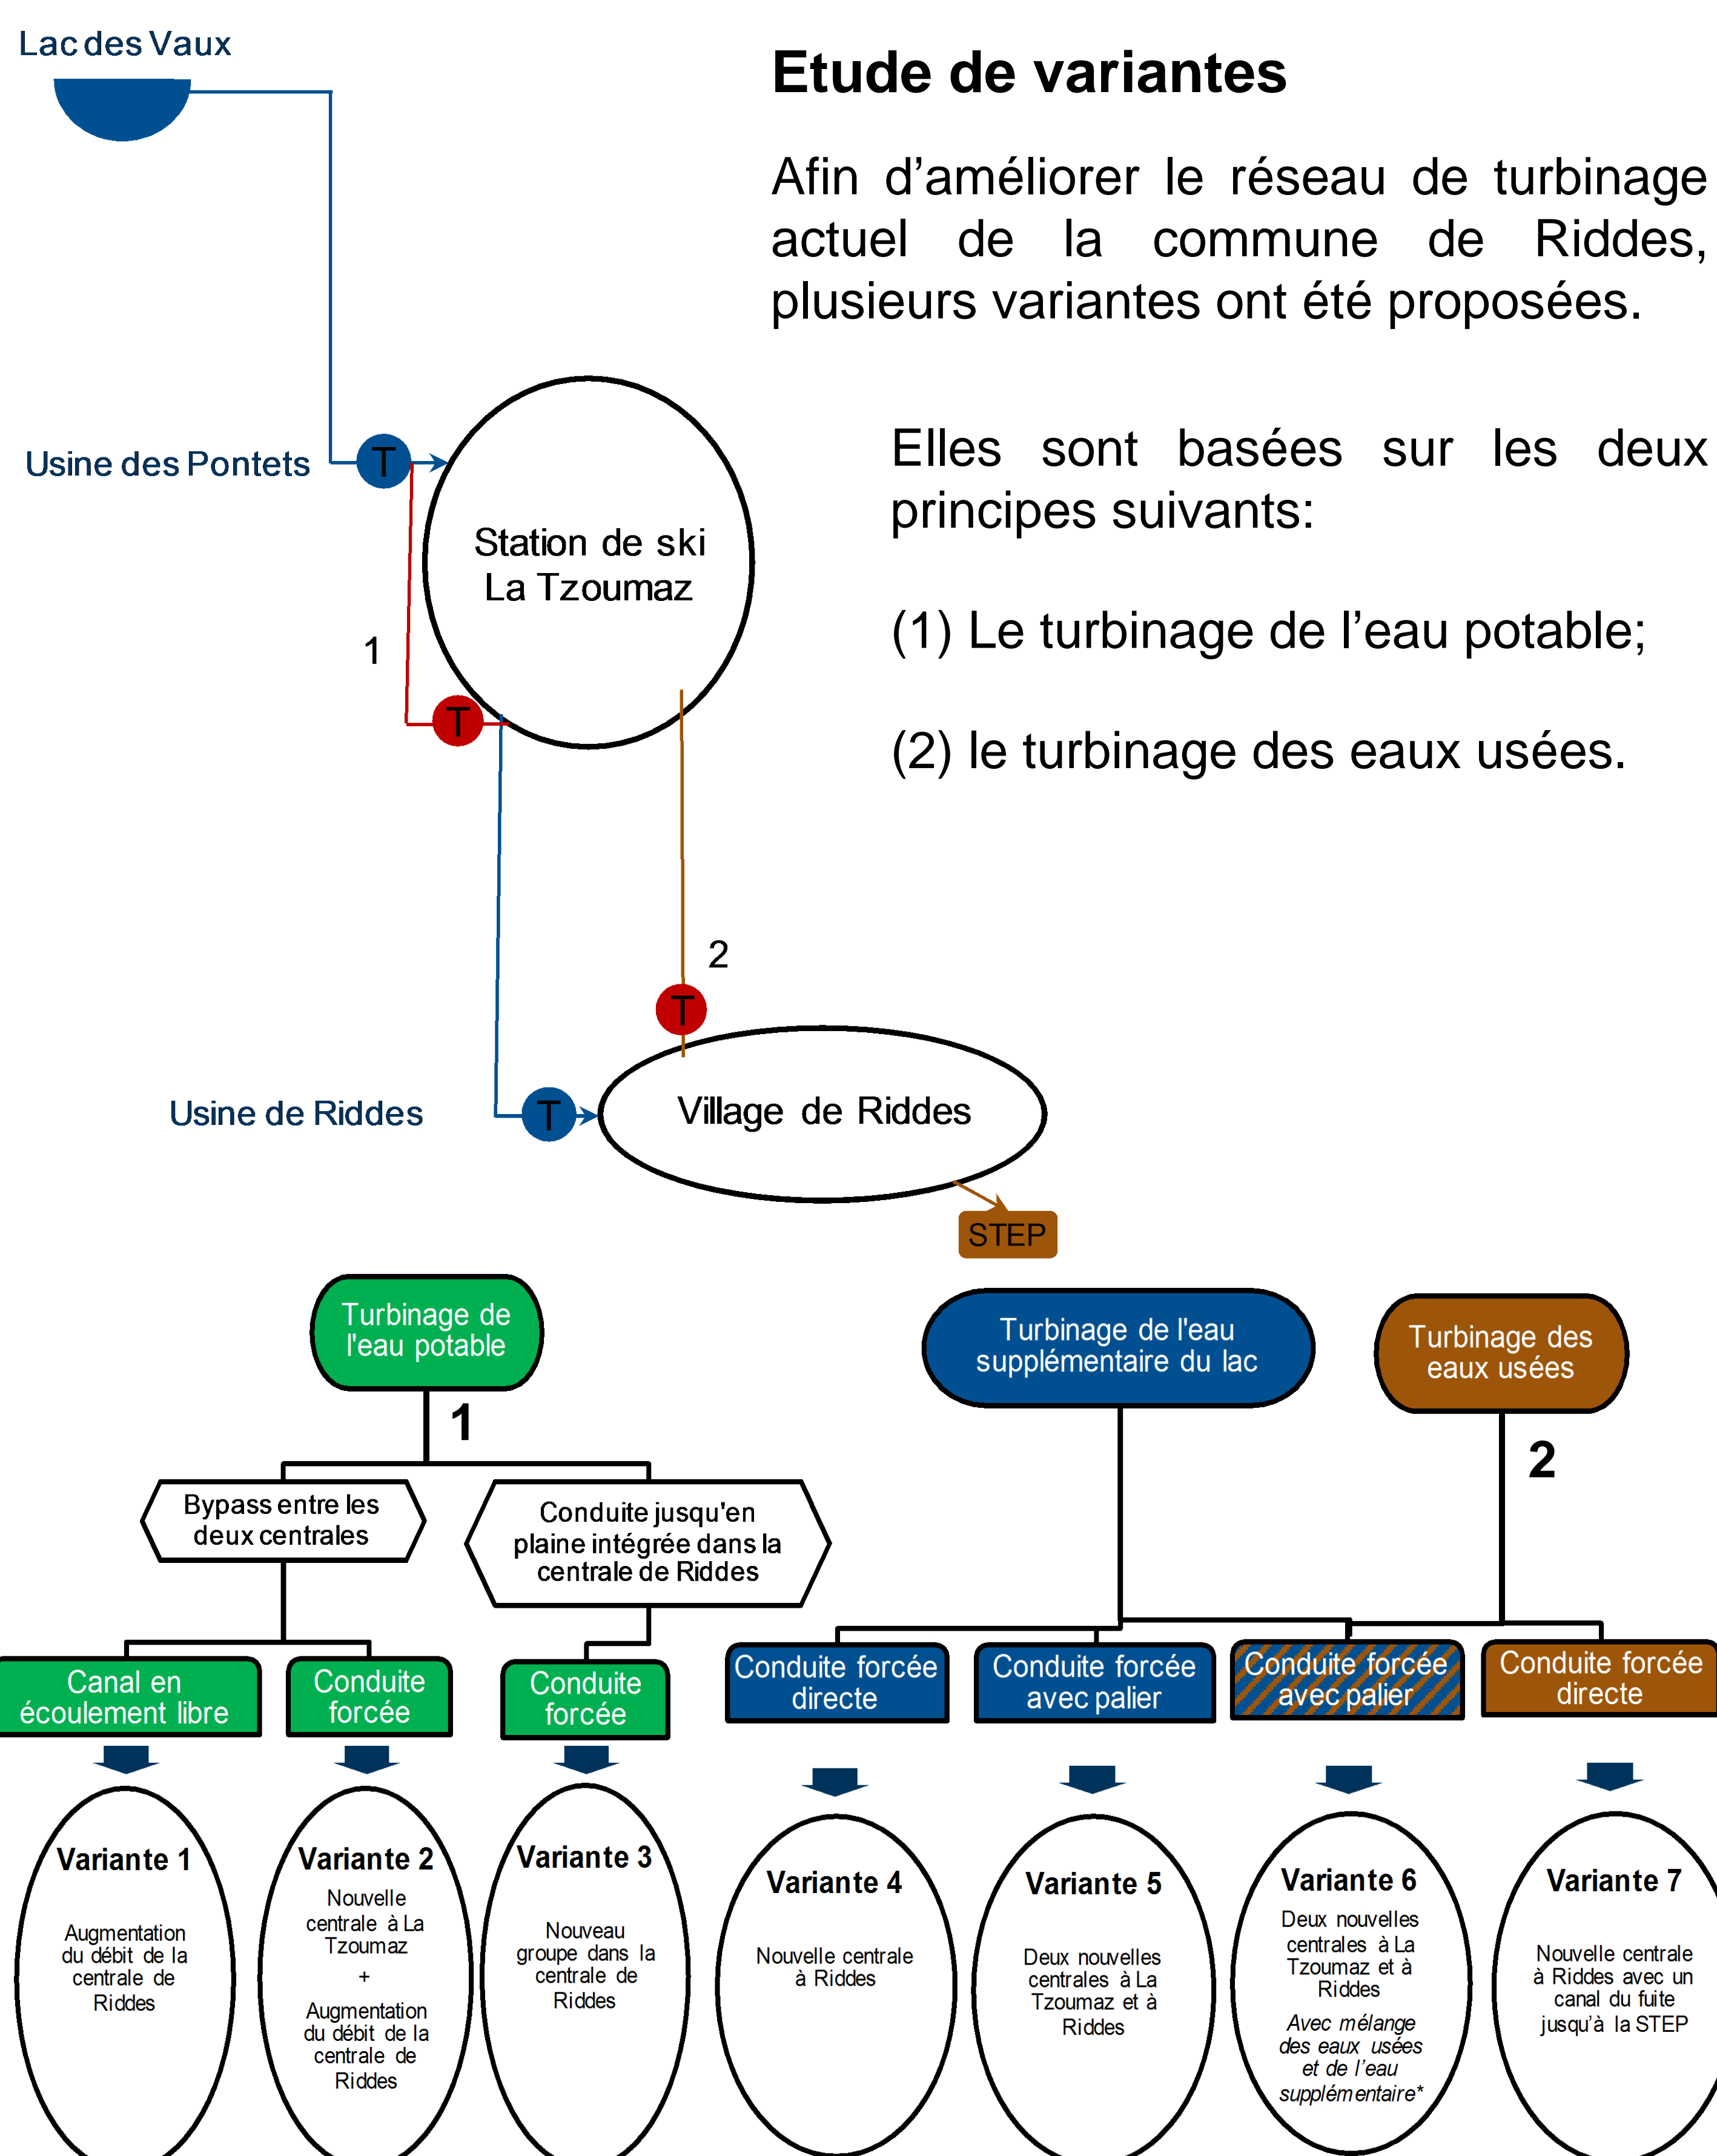 Lac des Vaux
Etude de variantes
Afin d’améliorer le réseau de turbinage
actuel de la commune de Riddes,
plusieurs variantes ont été proposées.
Usine des Pontets
T
Elles sont basées sur les deux
principes suivants:
Station de ski
La Tzoumaz
(1) Le turbinage de l’eau potable;
1
T
(2) le turbinage des eaux usées.
2
T
Usine de Riddes
T
Village de Riddes
STEP
Turbinage de
l'eau potable
Turbinage de l'eau
supplémentaire du lac
Turbinage des
eaux usées
1
2
Bypass entre les
deux centrales
Conduite jusqu'en
plaine intégrée dans la
centrale de Riddes
Canal en
écoulement libre
Conduite
forcée
Conduite
forcée
Conduite forcée
directe
Conduite forcée
avec palier
Conduite forcée
avec palier
Conduite forcée
directe
Variante 1
Augmentation
du débit de la
centrale de
Riddes
Variante 2
Nouvelle
centrale à La
Tzoumaz
+
Augmentation
du débit de la
centrale de
Riddes
Variante 3
Nouveau
groupe dans la
centrale de
Riddes
Variante 4
Nouvelle centrale
à Riddes
Variante 5
Deux nouvelles
centrales à La
Tzoumaz et à
Riddes
Variante 6
Deux nouvelles
centrales à La
Tzoumaz et à
Riddes
Avec mélange
des eaux usées
et de l’eau
supplémentaire*
Variante 7
Nouvelle centrale
à Riddes avec un
canal du fuite
jusqu’à la STEP